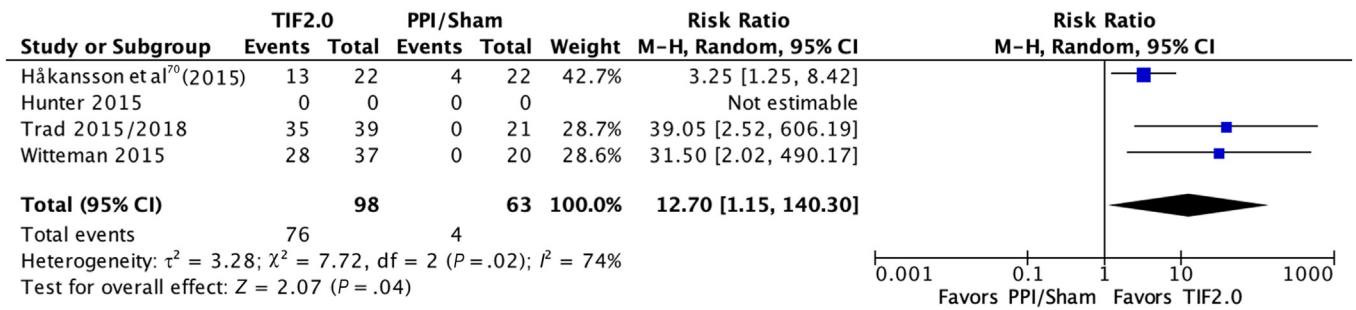 TIF2.0 PPI/Sham Risk Ratio Risk Ratio
Study or Subgroup Events Total Events Total Weight M-H, Random, 95% CI M-H, Random, 95% CI
Håkansson et al⁷⁰ (2015) 13 22 4 22 42.7% 3.25 [1.25, 8.42]
Hunter 2015 0 0 0 0 Not estimable
Trad 2015/2018 35 39 0 21 28.7% 39.05 [2.52, 606.19]
Witteman 2015 28 37 0 20 28.6% 31.50 [2.02, 490.17]
Total (95% CI) 98 63 100.0% 12.70 [1.15, 140.30]
Total events 76 4
Heterogeneity: τ² = 3.28; χ² = 7.72, df = 2 (P = .02); I² = 74%
Test for overall effect: Z = 2.07 (P = .04)
0.001 0.1 1 10 1000
Favors PPI/Sham Favors TIF2.0